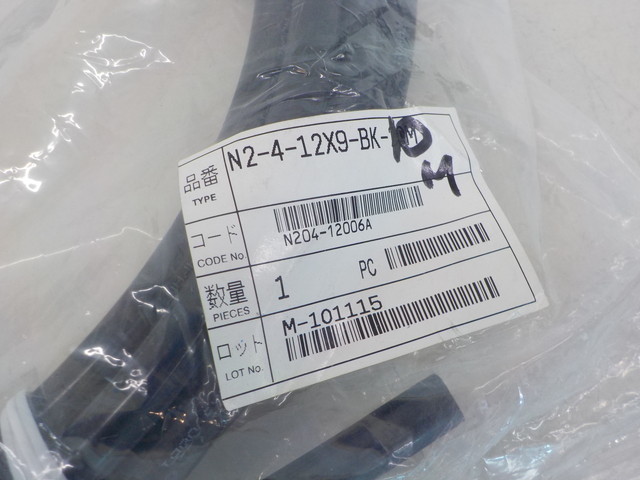 品番 N2-4-12X9-BK-10M
TYPE
10
M
コード
CODE No N204-12006A
数量 1 PC
PIECES
ロット M-101115
LOT No.